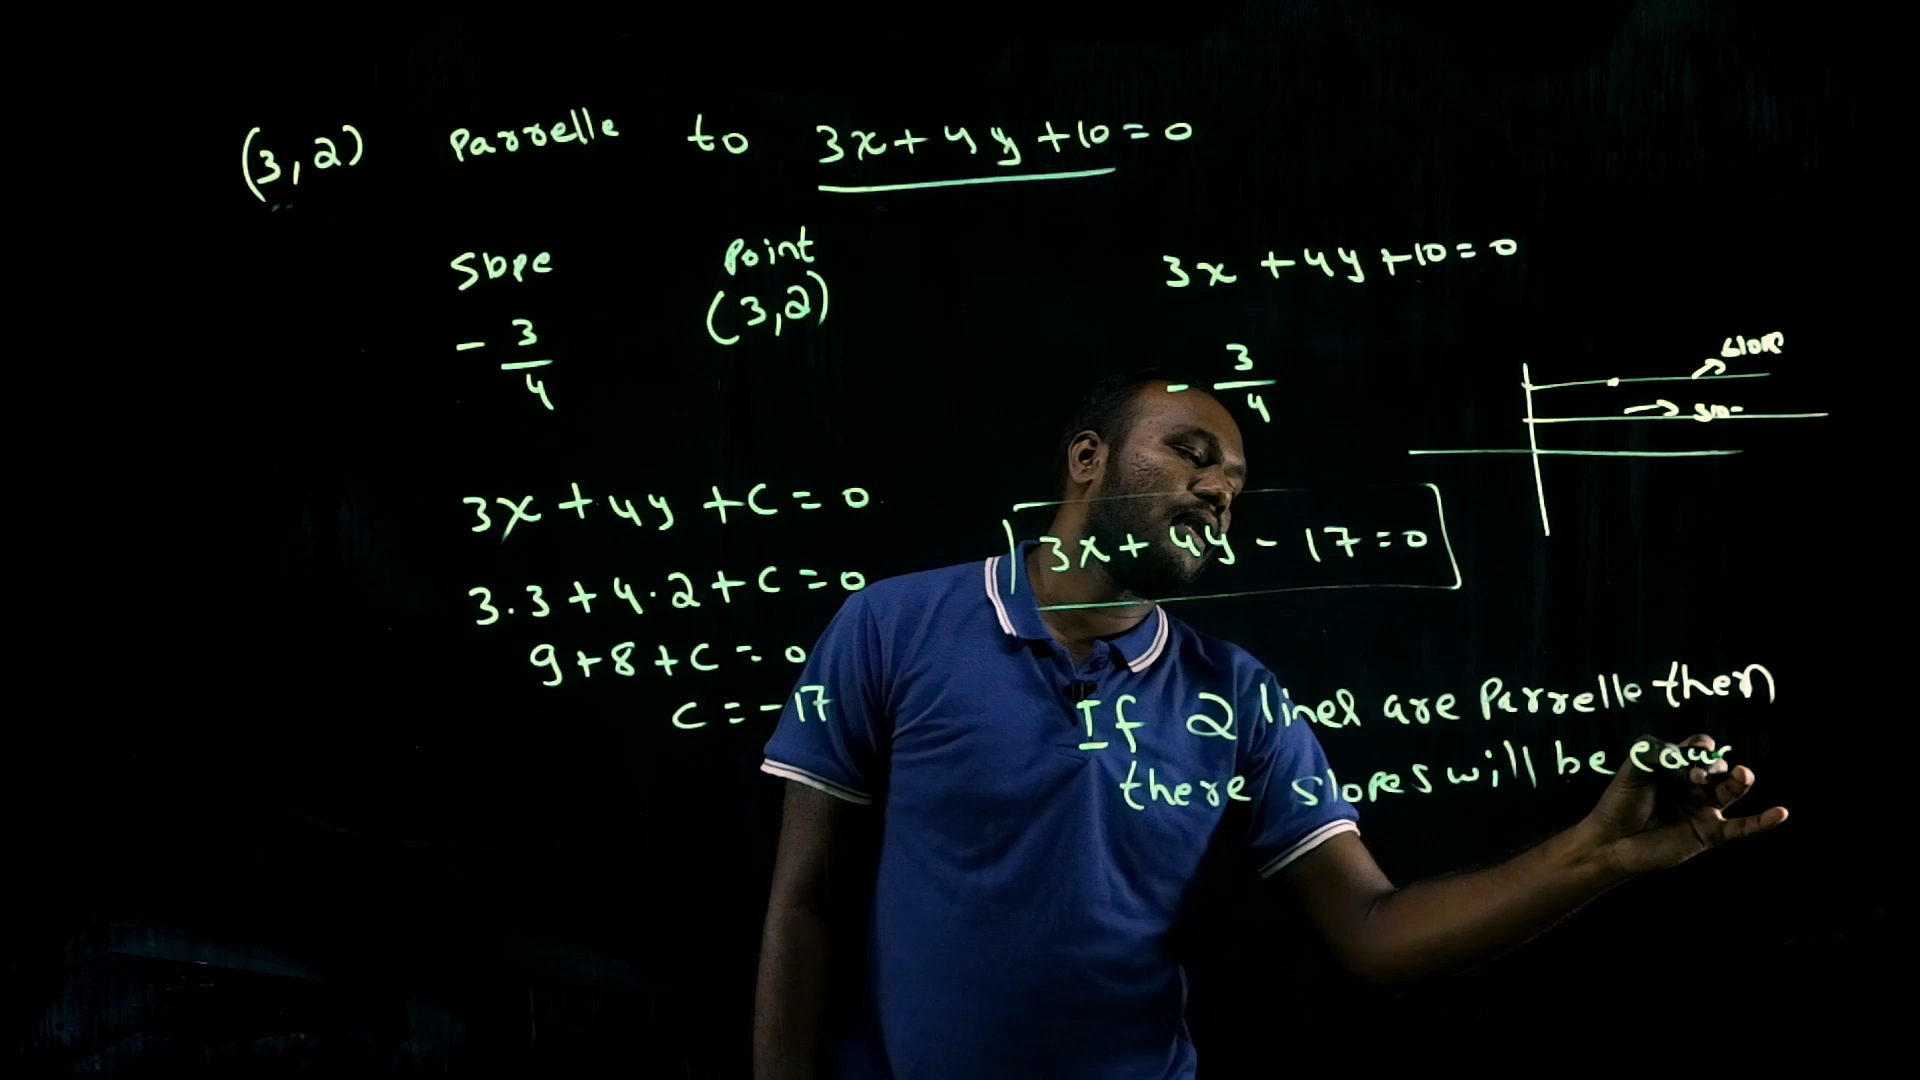 (3,2) Parrelle to 3x+4y+10=0
Slope
- 3/4
Point
(3,2)
3x+4y+10=0
- 3/4
slope
3x+4y+c=0
3.3+4.2+c=0
9+8+c=0
c=-17
3x+4y-17=0
If 2 lines are Parrelle then
there slopes will be